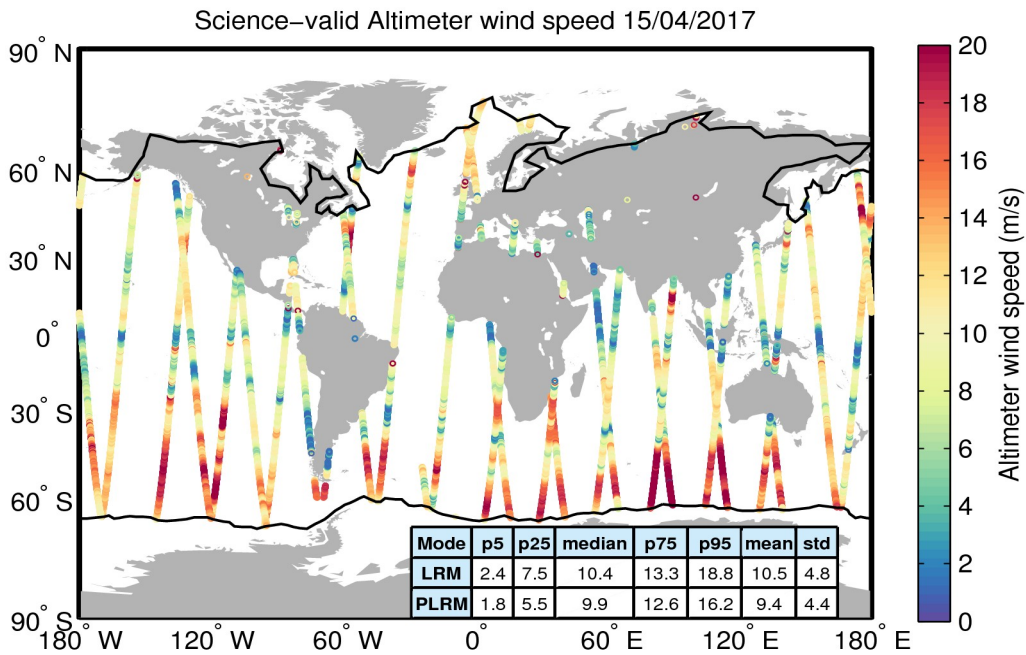 Science−valid Altimeter wind speed 15/04/2017
90° N
60° N
30° N
0°
30° S
60° S
90° S
180° W
120° W
60° W
0°
60° E
120° E
180° E
Mode p5 p25 median p75 p95 mean std
LRM 2.4 7.5 10.4 13.3 18.8 10.5 4.8
PLRM 1.8 5.5 9.9 12.6 16.2 9.4 4.4
20
18
16
14
12
10
8
6
4
2
0
Altimeter wind speed (m/s)